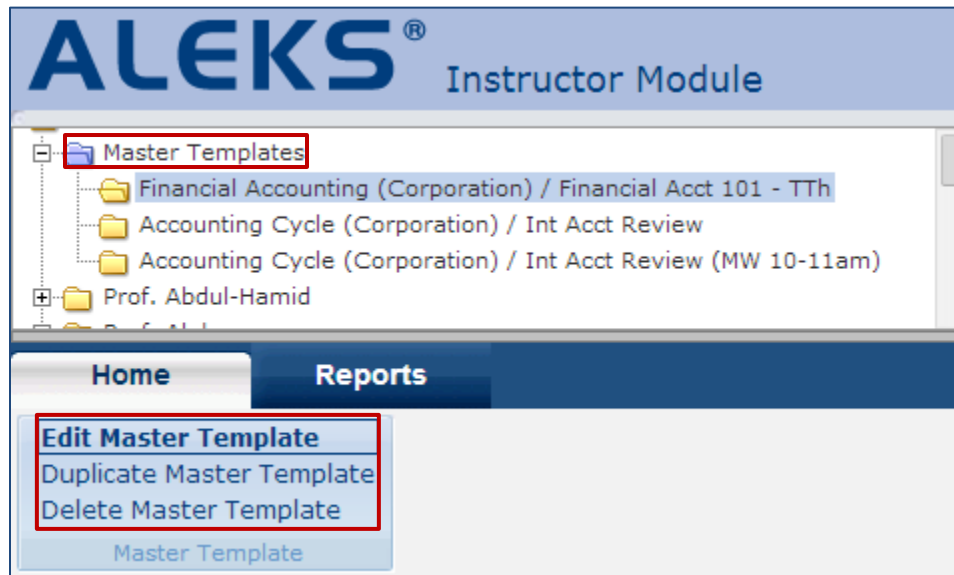 ALEKS® Instructor Module
Master Templates
Financial Accounting (Corporation) / Financial Acct 101 - TTh
Accounting Cycle (Corporation) / Int Acct Review
Accounting Cycle (Corporation) / Int Acct Review (MW 10-11am)
Prof. Abdul-Hamid
Home Reports
Edit Master Template
Duplicate Master Template
Delete Master Template
Master Template